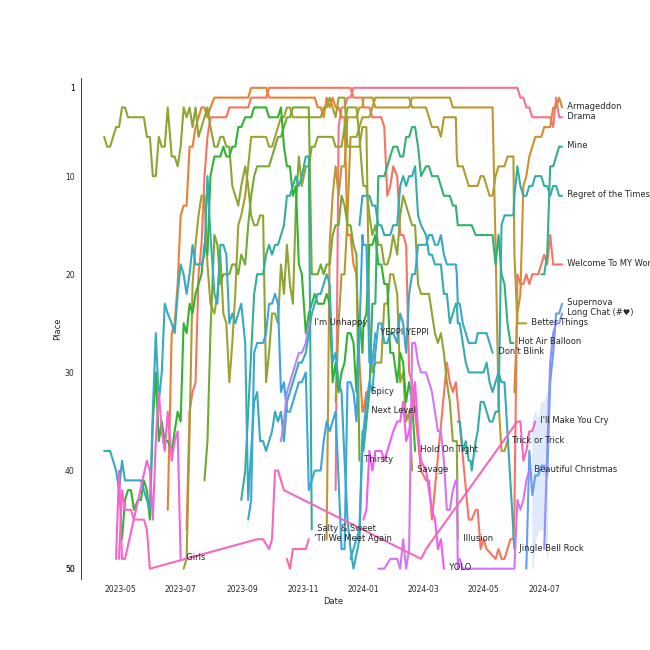 1
Armageddon
Drama
Mine
10
Regret of the Times
Welcome To MY Wor
20
Supernova
Long Chat (#♥)
I'm Unhappy
Better Things
YEPPI YEPPI
Hot Air Balloon
Don't Blink
30
Spicy
Next Level
I'll Make You Cry
Trick or Trick
Hold On Tight
Thirsty
40
Savage
Beautiful Christmas
Salty & Sweet
'Til We Meet Again
Illusion
Jingle Bell Rock
Girls
YOLO
50
Place
2023-05
2023-07
2023-09
2023-11
2024-01
2024-03
2024-05
2024-07
Date